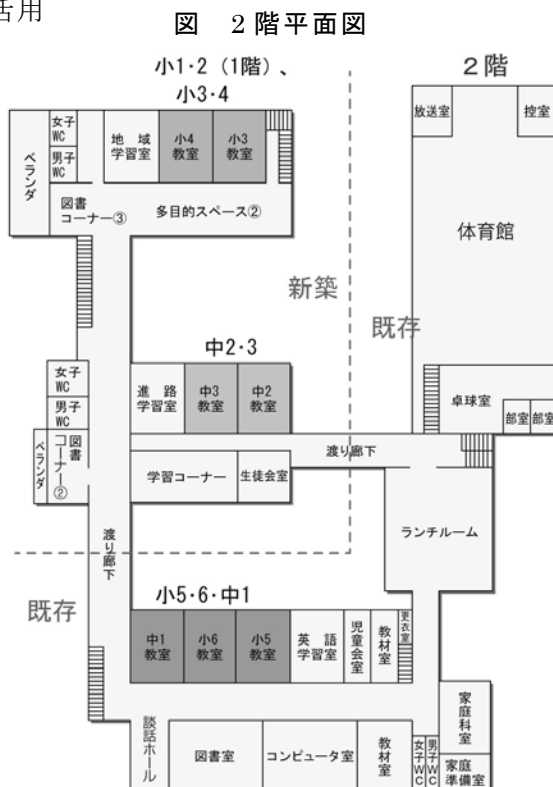 活用
図 2階平面図
小1・2（1階）、
小3・4
2階
放送室
控室
女子
WC
男子
WC
ベランダ
地域
学習室
小4
教室
小3
教室
図書
コーナー③
多目的スペース②
体育館
新築
既存
中2・3
女子
WC
男子
WC
進路
学習室
中3
教室
中2
教室
卓球室
部室
部室
ベランダ
図書
コーナー②
渡り廊下
学習コーナー
生徒会室
渡り廊下
ランチルーム
既存
小5・6・中1
中1
教室
小6
教室
小5
教室
英語
学習室
児童会室
教材室
更衣室
談話ホール
図書室
コンピュータ室
教材室
女子WC
男子WC
家庭科室
家庭
準備室